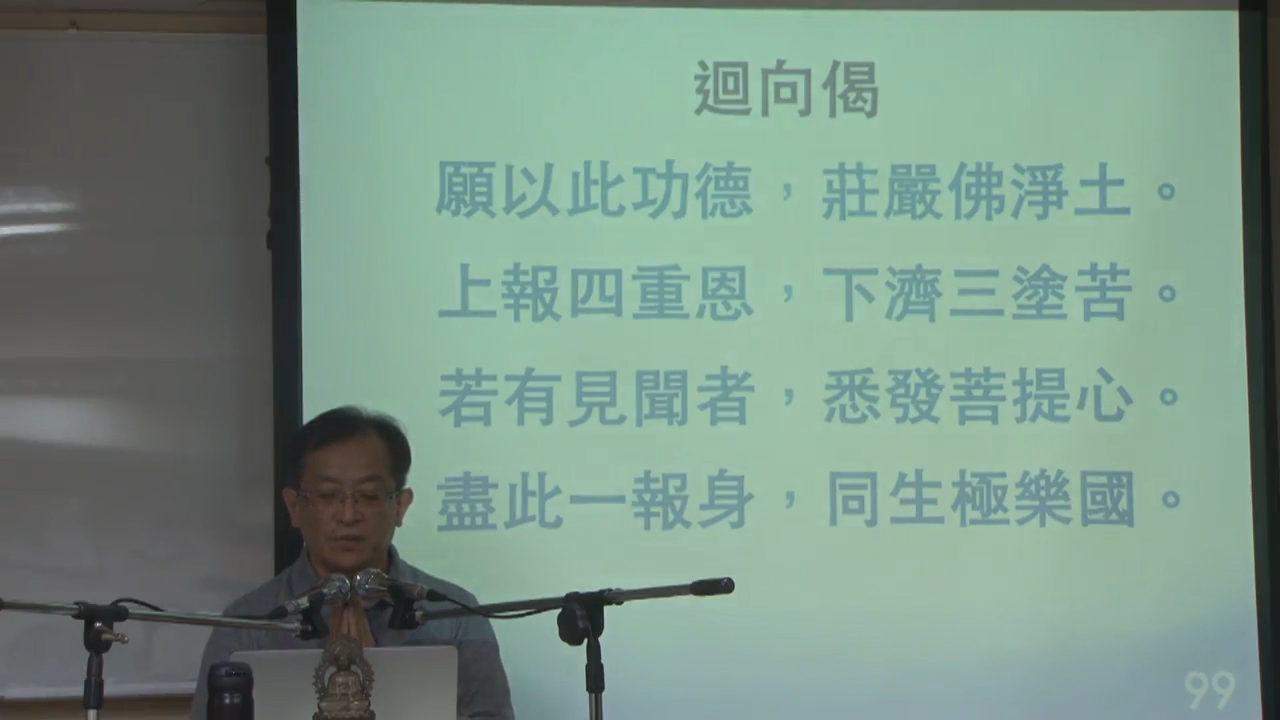 迴向偈
願以此功德，莊嚴佛淨土。
上報四重恩，下濟三塗苦。
若有見聞者，悉發菩提心。
盡此一報身，同生極樂國。
99